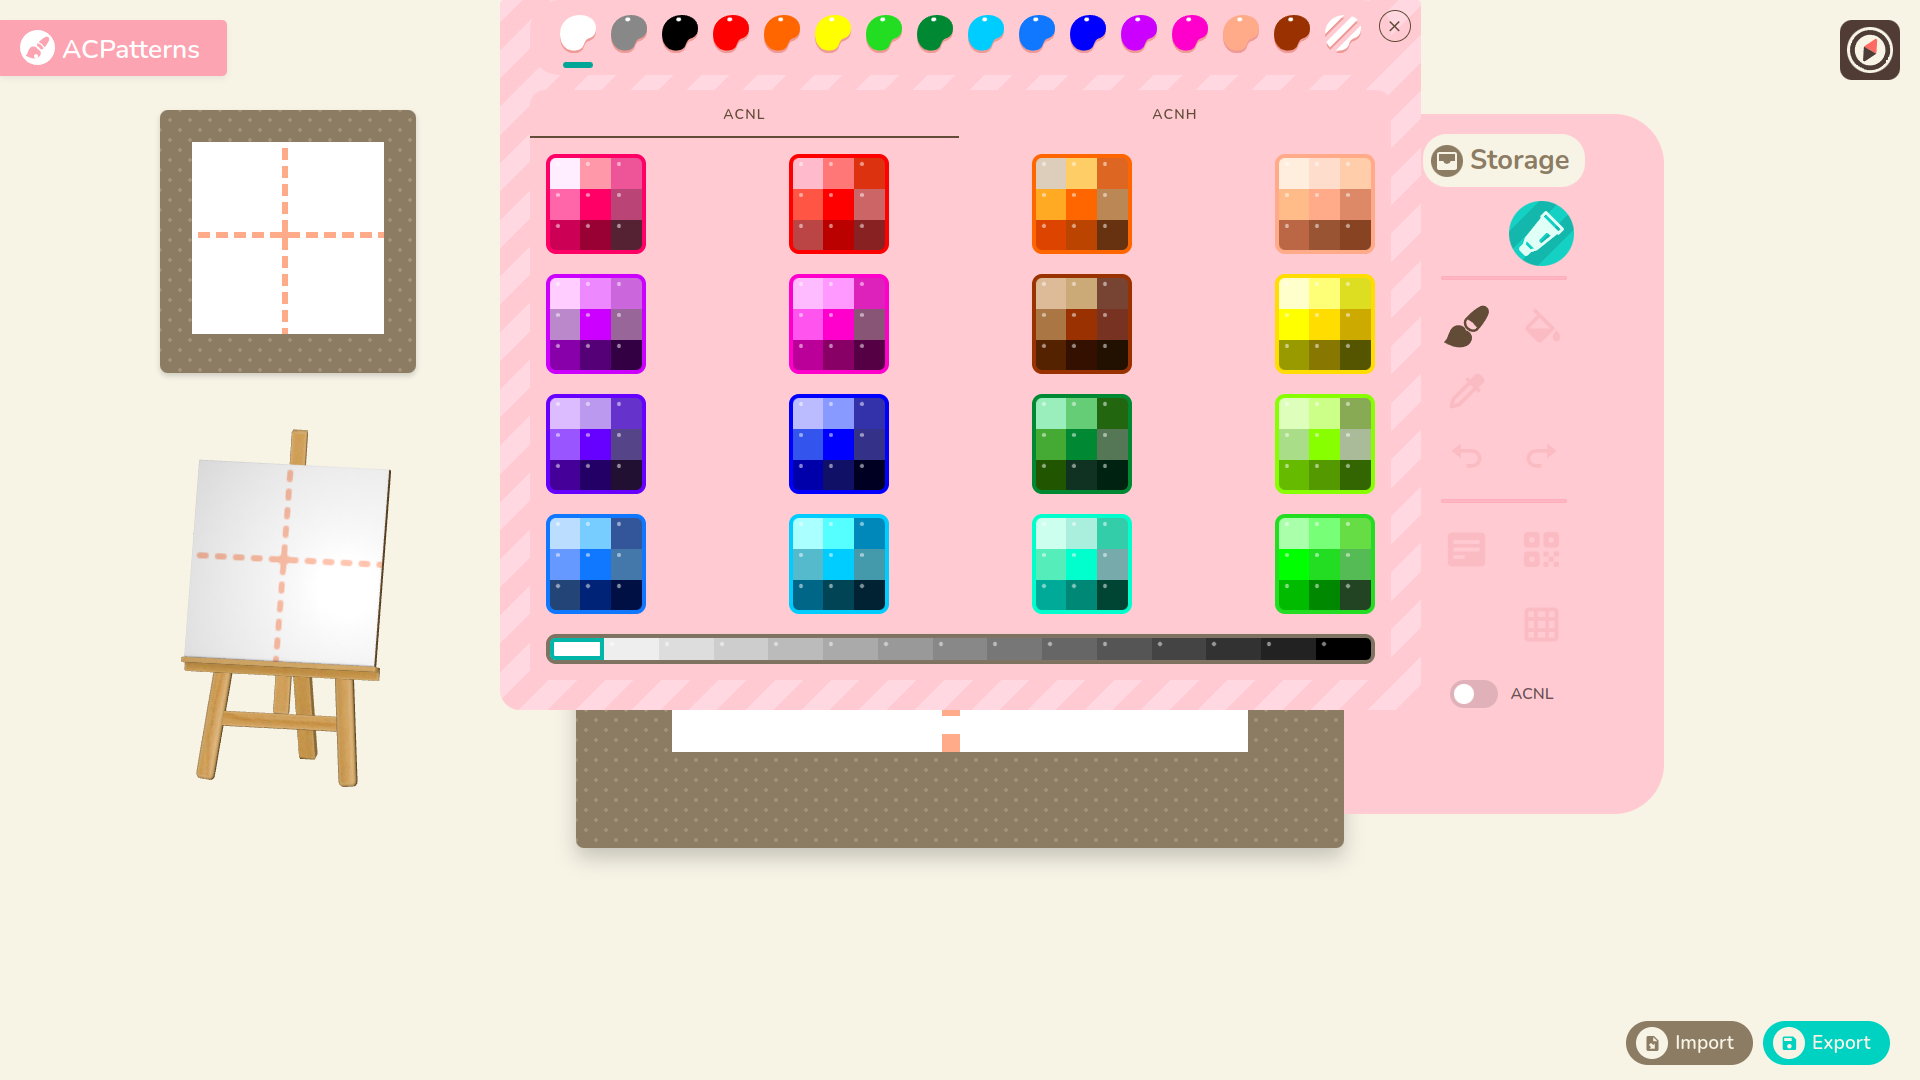 ACPatterns
ACNL
ACNH
Storage
ACNL
Import
Export